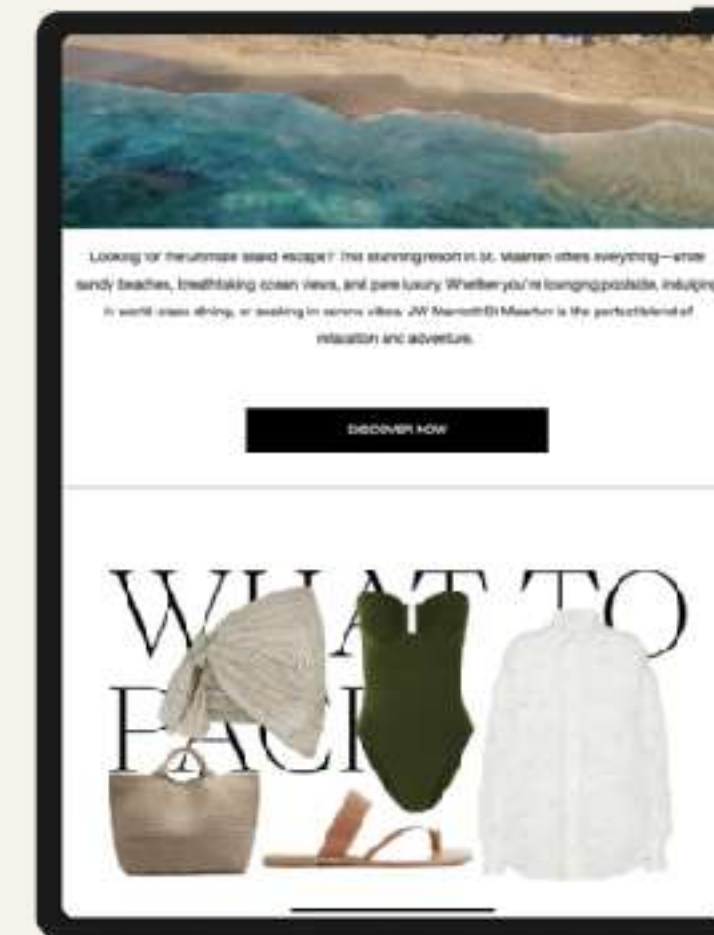 Looking for the ultimate island escape? This stunning resort in St. Maarten offers everything—white
sandy beaches, breathtaking ocean views, and pure luxury. Whether you're lounging poolside, indulging
in world-class dining, or soaking in serene vibes, JW Marriott St Maarten is the perfect blend of
relaxation and adventure.
DISCOVER NOW
WHAT TO
PACK